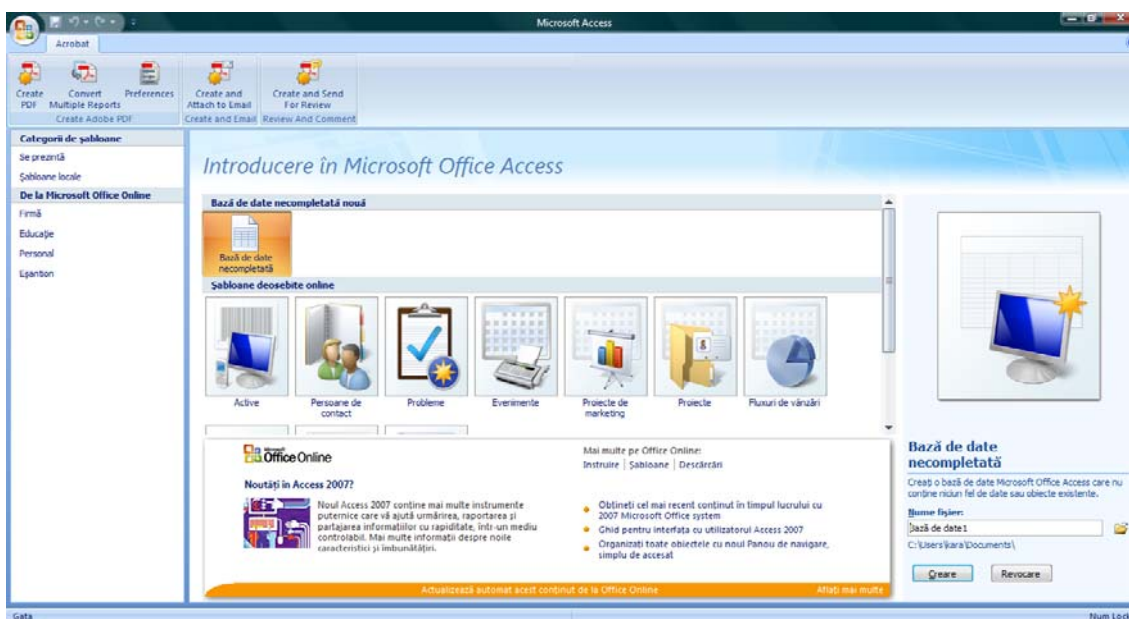 Microsoft Access
Acrobat
Create PDF
Convert Multiple Reports
Preferences
Create and Attach to Email
Create and Send For Review
Create Adobe PDF
Create and Email
Review And Comment
Categorii de șabloane
Se prezintă
Șabloane locale
De la Microsoft Office Online
Firmă
Educație
Personal
Eșantion
Introducere în Microsoft Office Access
Bază de date necompletată nouă
Bază de date
necompletată
Șabloane deosebite online
Active
Persoane de
contact
Probleme
Evenimente
Proiecte de
marketing
Proiecte
Fluxuri de vânzări
Microsoft
Office Online
Noutăți in Access 2007?
Noul Access 2007 contine mai multe instrumente
puternice care vă ajută urmărirea, raportarea și
partajarea informatiilor cu rapiditate, intr-un mediu
controlabil. Mai multe informatii despre noile
caracteristici și imbunătățiri.
Mai multe pe Office Online:
Instruire | Șabloane | Descărcări
Obtineți cel mai recent conținut în timpul lucrului cu
2007 Microsoft Office system
Ghid pentru interfata cu utilizatorul Access 2007
Organizați toate obiectele cu noul Panou de navigare,
simplu de accesat
Actualizează automat acest conținut de la Office Online
Aflați mai multe
Bază de date
necompletată
Creați o bază de date Microsoft Office Access care nu
conține niciun fel de date sau obiecte existente.
Nume fișier:
Bază de date1
C:\Users\kara\Documents\
Creare
Revocare
Gata
Num Lock